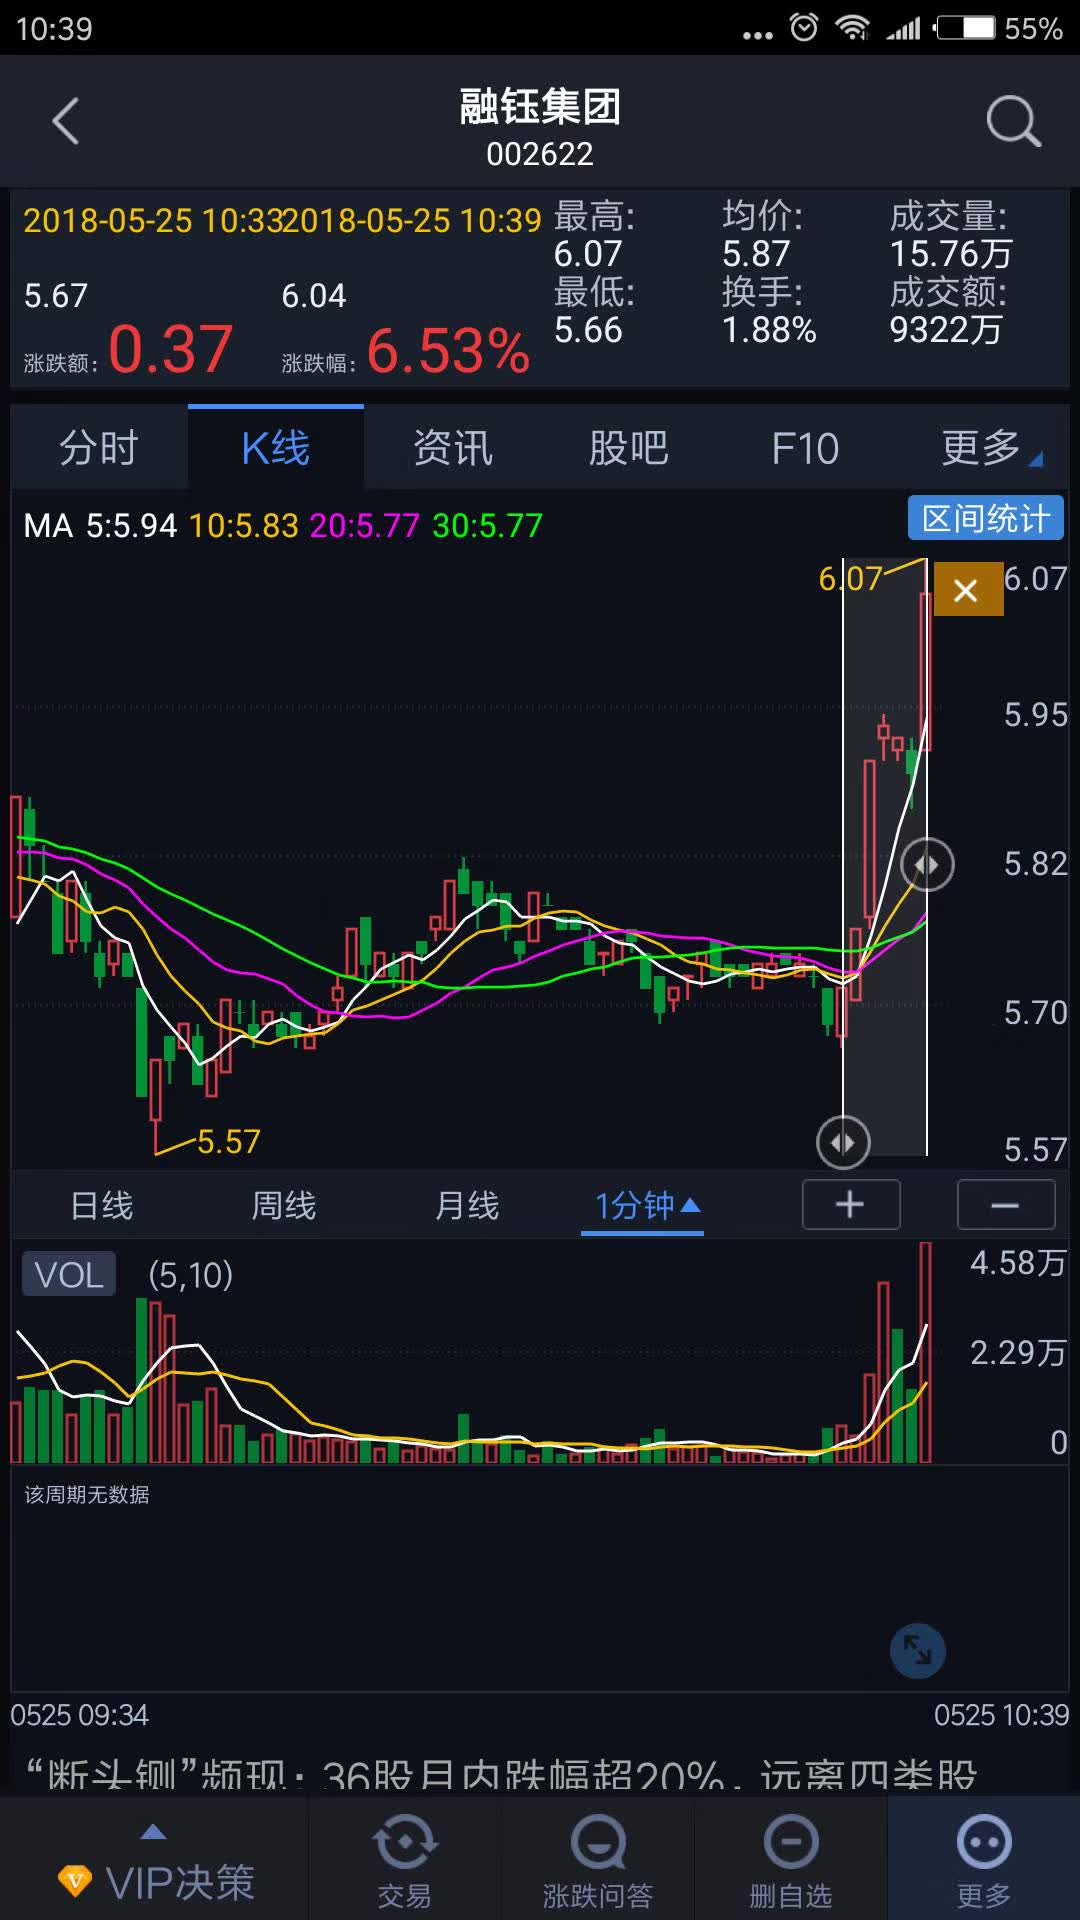 10:39
55%
融钰集团
002622
2018-05-25 10:33 2018-05-25 10:39
最高: 均价: 成交量:
6.07 5.87 15.76万
5.67 6.04
最低: 换手: 成交额:
5.66 1.88% 9322万
涨跌额: 0.37 涨跌幅: 6.53%
分时 K线 资讯 股吧 F10 更多
MA 5:5.94 10:5.83 20:5.77 30:5.77
区间统计
6.07
6.07
5.95
5.82
5.70
5.57
5.57
日线 周线 月线 1分钟 + −
VOL (5,10)
4.58万
2.29万
0
该周期无数据
0525 09:34 0525 10:39
“断头铡”频现：36股月内跌幅超20%，远离四类股
V VIP决策
交易 涨跌问答 删自选 更多